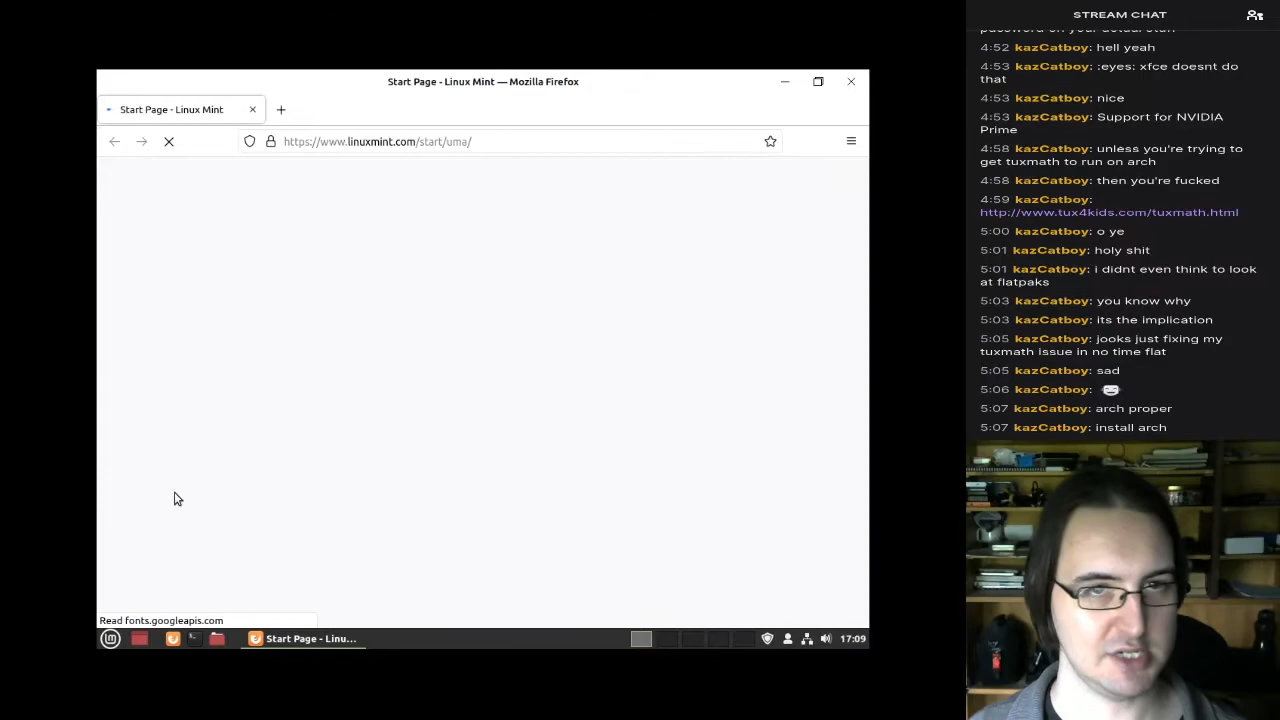 Start Page - Linux Mint — Mozilla Firefox
Start Page - Linux Mint
https://www.linuxmint.com/start/uma/
Read fonts.googleapis.com
Start Page - Linu...
17:09
STREAM CHAT
password on your actual stuff
4:52 kazCatboy: hell yeah
4:53 kazCatboy: :eyes: xfce doesnt do
that
4:53 kazCatboy: nice
4:53 kazCatboy: Support for NVIDIA
Prime
4:58 kazCatboy: unless you're trying to
get tuxmath to run on arch
4:58 kazCatboy: then you're fucked
4:59 kazCatboy:
http://www.tux4kids.com/tuxmath.html
5:00 kazCatboy: o ye
5:01 kazCatboy: holy shit
5:01 kazCatboy: i didnt even think to look
at flatpaks
5:03 kazCatboy: you know why
5:03 kazCatboy: its the implication
5:05 kazCatboy: jooks just fixing my
tuxmath issue in no time flat
5:05 kazCatboy: sad
5:06 kazCatboy:
5:07 kazCatboy: arch proper
5:07 kazCatboy: install arch